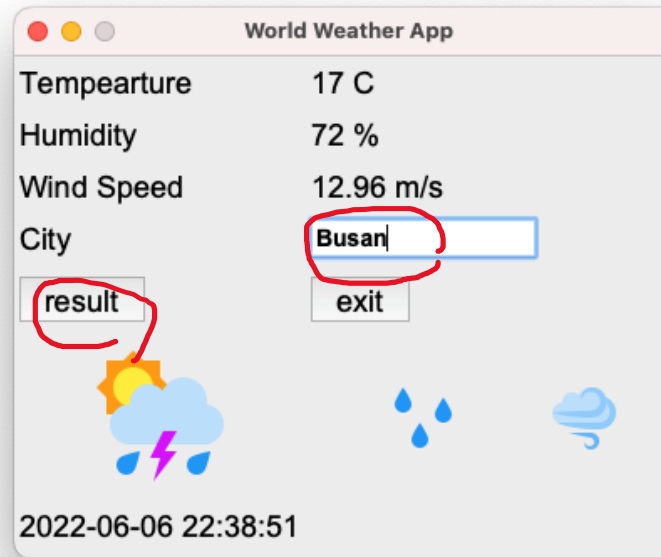 World Weather App
Tempearture 17 C
Humidity 72 %
Wind Speed 12.96 m/s
City Busan
result exit
2022-06-06 22:38:51